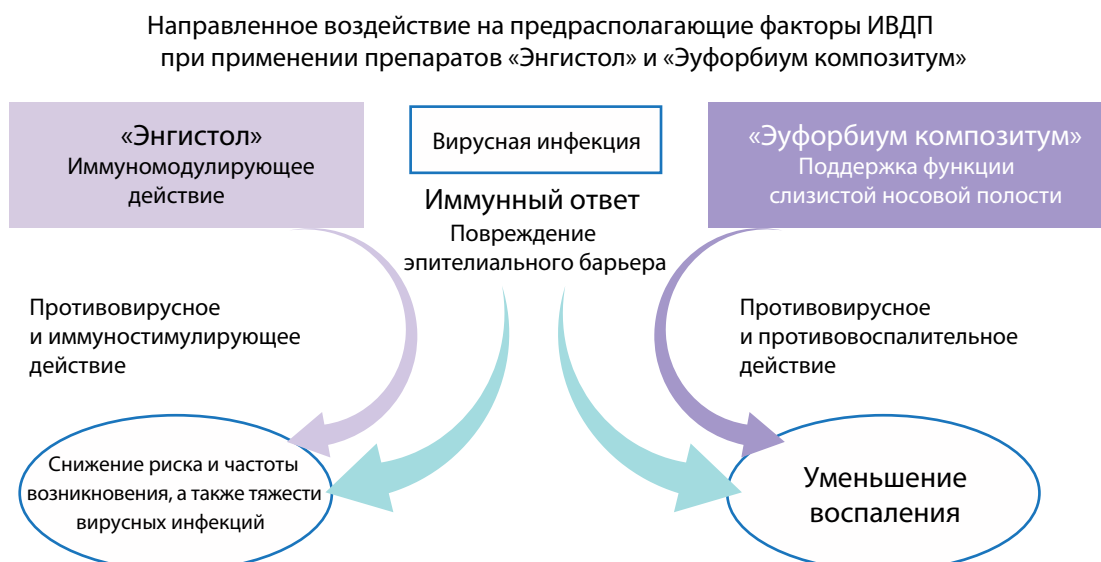 Направленное воздействие на предрасполагающие факторы ИВДП
при применении препаратов «Энгистол» и «Эуфорбиум композитум»
«Энгистол»
Иммуномодулирующее
действие
Вирусная инфекция
Иммунный ответ
Повреждение
эпителиального барьера
«Эуфорбиум композитум»
Поддержка функции
слизистой носовой полости
Противовирусное
и иммуностимулирующее
действие
Противовирусное
и противовоспалительное
действие
Снижение риска и частоты
возникновения, а также тяжести
вирусных инфекций
Уменьшение
воспаления